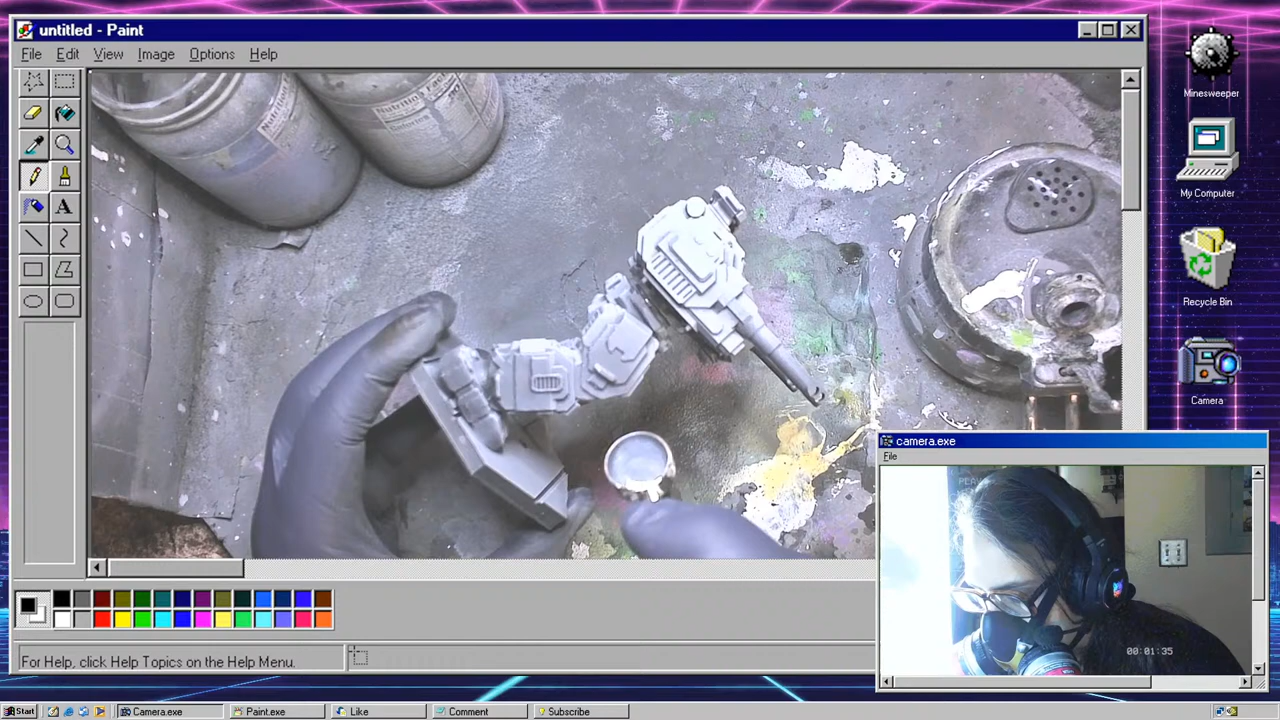 untitled - Paint
File Edit View Image Options Help
Minesweeper
My Computer
Recycle Bin
Camera
camera.exe
File
00:01:35
For Help, click Help Topics on the Help Menu.
Start Camera.exe Paint.exe Like Comment Subscribe